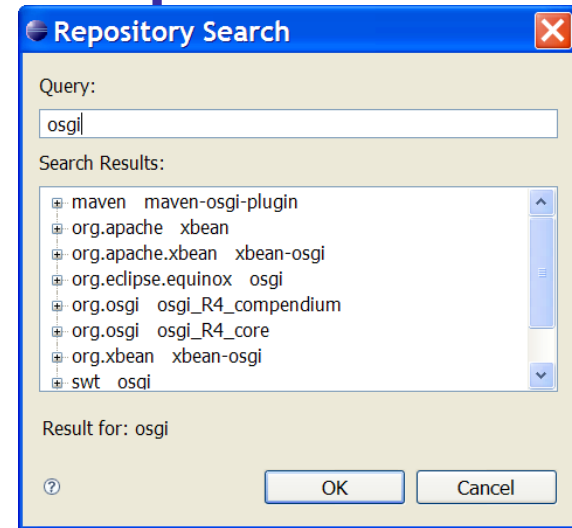 Repository Search
Query:
osgi
Search Results:
maven maven-osgi-plugin
org.apache xbean
org.apache.xbean xbean-osgi
org.eclipse.equinox osgi
org.osgi osgi_R4_compendium
org.osgi osgi_R4_core
org.xbean xbean-osgi
swt osgi
Result for: osgi
? OK Cancel